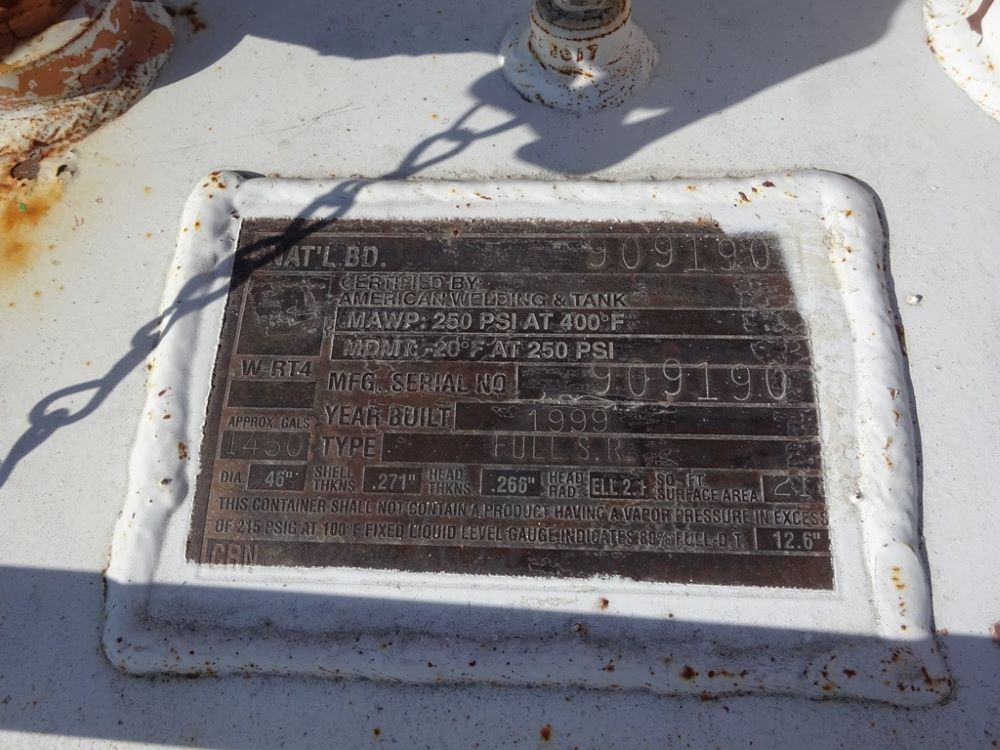 2617
NAT'L BD. 909190
CERTIFIED BY:
AMERICAN WELDING & TANK
MAWP: 250 PSI AT 400°F
MDMT: -20°F AT 250 PSI
W-RT4
MFG. SERIAL NO 909190
YEAR BUILT 1999
APPROX GALS
1450
TYPE FULL S.R.
DIA. 46" SHELL THKNS. .271" HEAD THKNS. .266" HEAD RAD ELL 2:1 SQ. FT. SURFACE AREA
THIS CONTAINER SHALL NOT CONTAIN A PRODUCT HAVING A VAPOR PRESSURE IN EXCESS
OF 215 PSIG AT 100°F FIXED LIQUID LEVEL GAUGE INDICATES 80% FULL-D.T. 12.6"
CRN